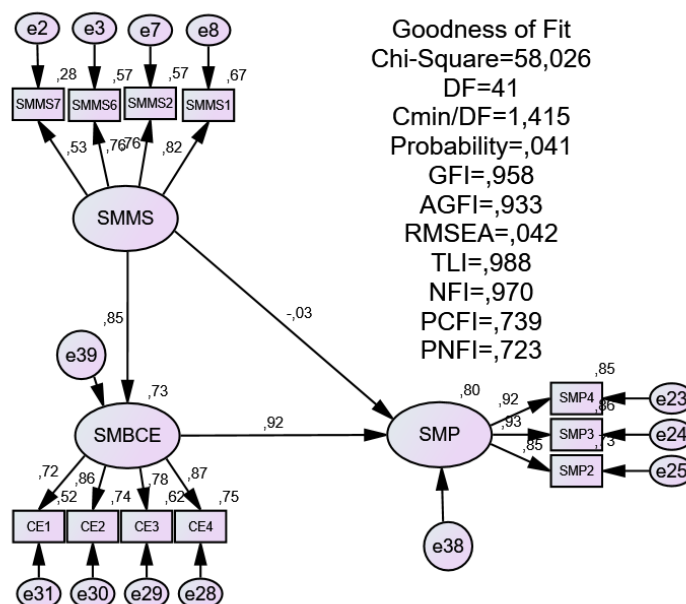 e2 e3 e7 e8
,28 ,57 ,57 ,67
SMMS7 SMMS6 SMMS2 SMMS1
,53 ,76 ,76 ,82
SMMS
Goodness of Fit
Chi-Square=58,026
DF=41
Cmin/DF=1,415
Probability=,041
GFI=,958
AGFI=,933
RMSEA=,042
TLI=,988
NFI=,970
PCFI=,739
PNFI=,723
,85 -,03
e39
,73
SMBCE
,92
,80
SMP
,92 ,93 ,85
,85
SMP4 e23
,86
SMP3 e24
,73
SMP2 e25
,72 ,86 ,78 ,87
,52 ,74 ,62 ,75
CE1 CE2 CE3 CE4
e38
e31 e30 e29 e28